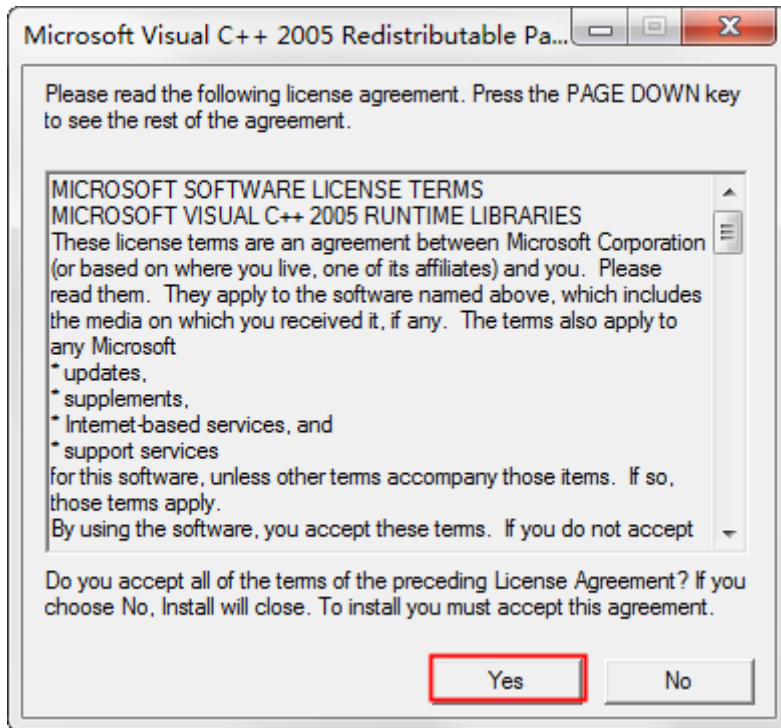 Microsoft Visual C++ 2005 Redistributable Pa...
Please read the following license agreement. Press the PAGE DOWN key
to see the rest of the agreement.
MICROSOFT SOFTWARE LICENSE TERMS
MICROSOFT VISUAL C++ 2005 RUNTIME LIBRARIES
These license terms are an agreement between Microsoft Corporation
(or based on where you live, one of its affiliates) and you.  Please
read them.  They apply to the software named above, which includes
the media on which you received it, if any.  The terms also apply to
any Microsoft
* updates,
* supplements,
* Internet-based services, and
* support services
for this software, unless other terms accompany those items.  If so,
those terms apply.
By using the software, you accept these terms.  If you do not accept
Do you accept all of the terms of the preceding License Agreement? If you
choose No, Install will close. To install you must accept this agreement.
Yes
No